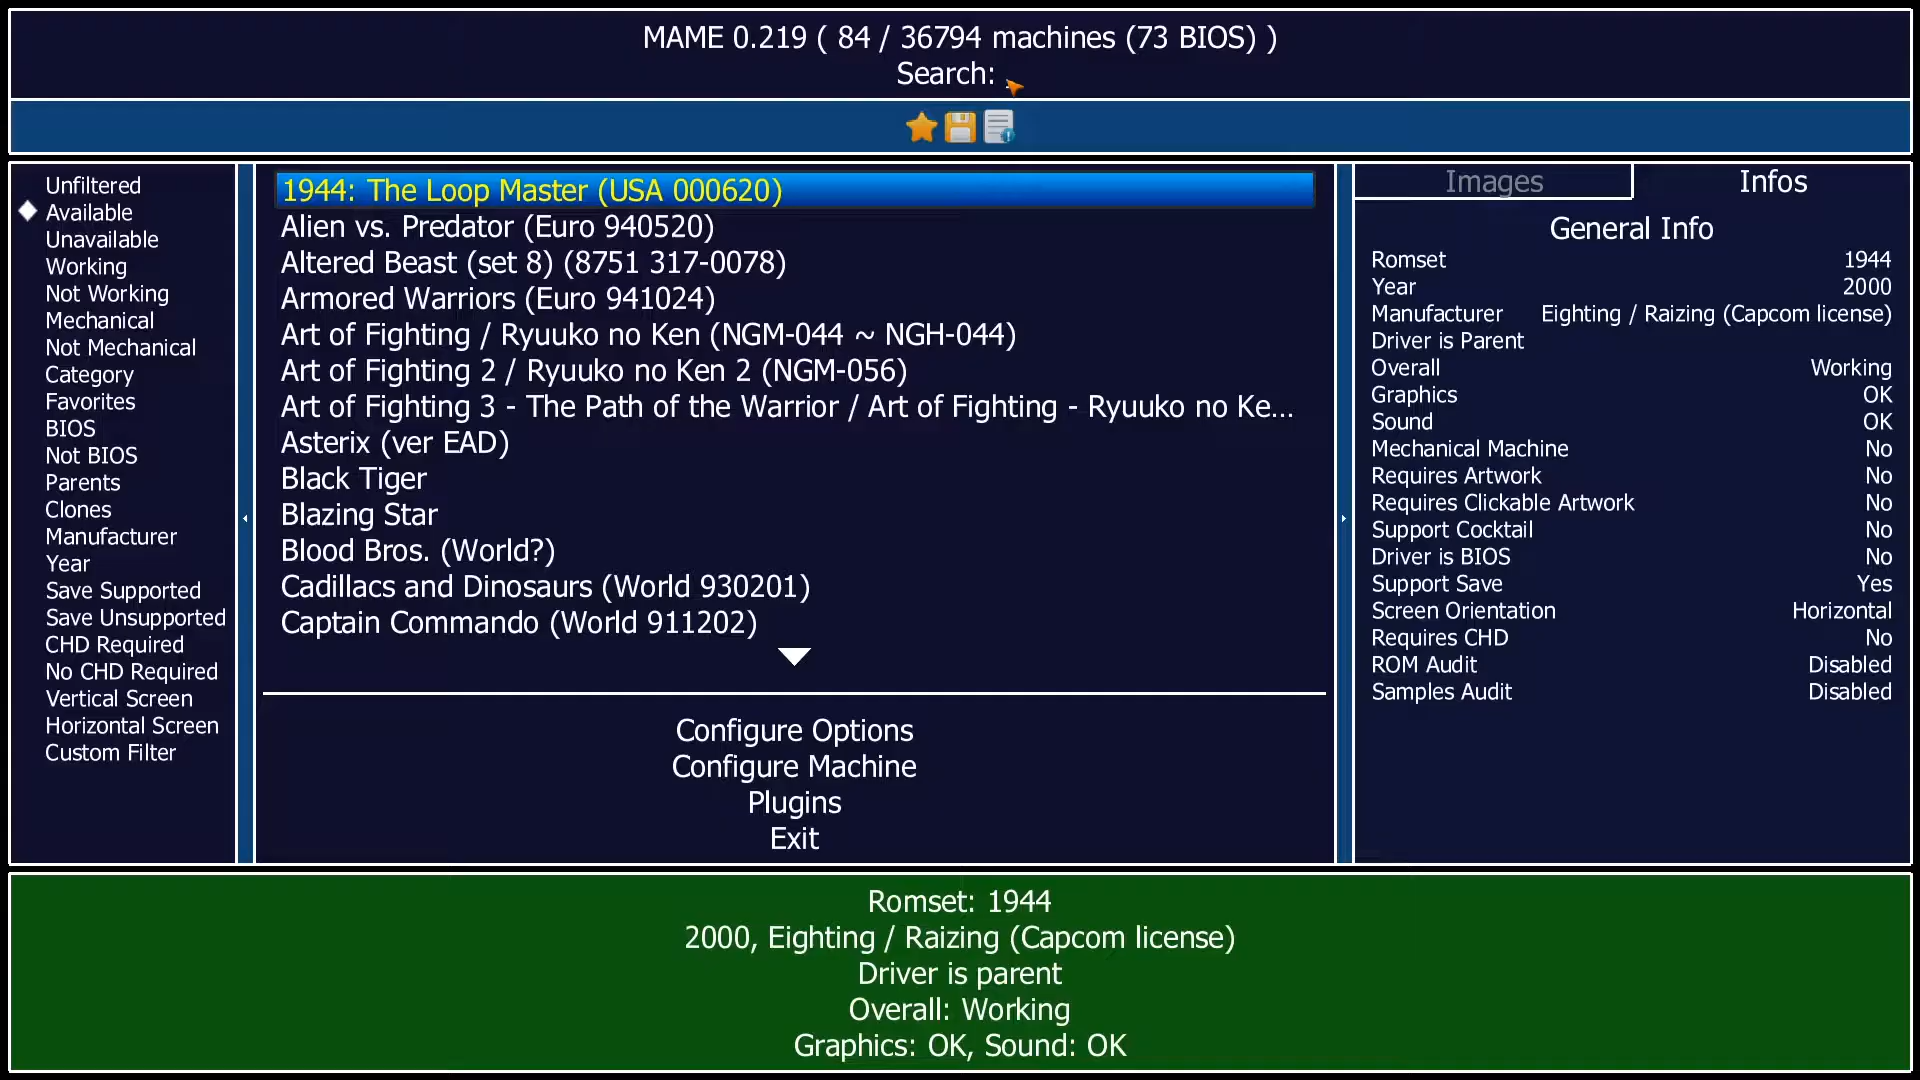 MAME 0.219 ( 84 / 36794 machines (73 BIOS) )
Search: _
Unfiltered
Available
Unavailable
Working
Not Working
Mechanical
Not Mechanical
Category
Favorites
BIOS
Not BIOS
Parents
Clones
Manufacturer
Year
Save Supported
Save Unsupported
CHD Required
No CHD Required
Vertical Screen
Horizontal Screen
Custom Filter
1944: The Loop Master (USA 000620)
Alien vs. Predator (Euro 940520)
Altered Beast (set 8) (8751 317-0078)
Armored Warriors (Euro 941024)
Art of Fighting / Ryuuko no Ken (NGM-044 ~ NGH-044)
Art of Fighting 2 / Ryuuko no Ken 2 (NGM-056)
Art of Fighting 3 - The Path of the Warrior / Art of Fighting - Ryuuko no Ke...
Asterix (ver EAD)
Black Tiger
Blazing Star
Blood Bros. (World?)
Cadillacs and Dinosaurs (World 930201)
Captain Commando (World 911202)
Configure Options
Configure Machine
Plugins
Exit
Images Infos
General Info
Romset 1944
Year 2000
Manufacturer Eighting / Raizing (Capcom license)
Driver is Parent
Overall Working
Graphics OK
Sound OK
Mechanical Machine No
Requires Artwork No
Requires Clickable Artwork No
Support Cocktail No
Driver is BIOS No
Support Save Yes
Screen Orientation Horizontal
Requires CHD No
ROM Audit Disabled
Samples Audit Disabled
Romset: 1944
2000, Eighting / Raizing (Capcom license)
Driver is parent
Overall: Working
Graphics: OK, Sound: OK